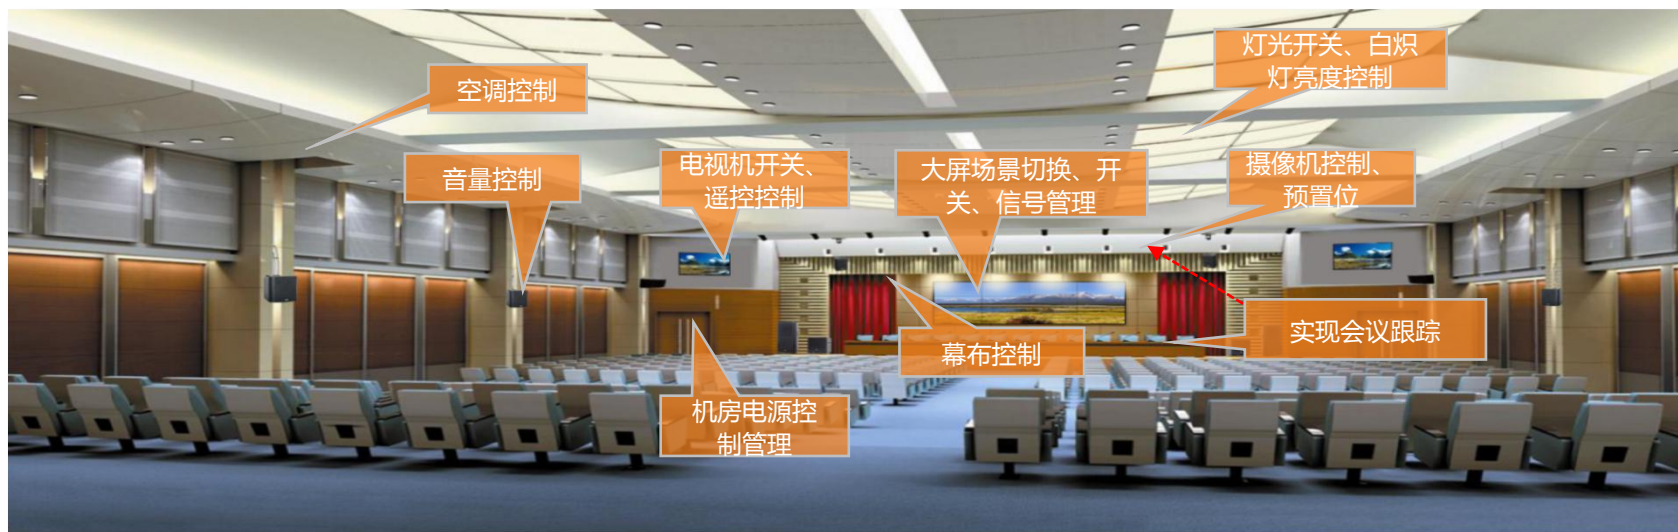 灯光开关、白炽
灯亮度控制
空调控制
音量控制
电视机开关、
遥控控制
大屏场景切换、开
关、信号管理
摄像机控制、
预置位
幕布控制
实现会议跟踪
机房电源控
制管理